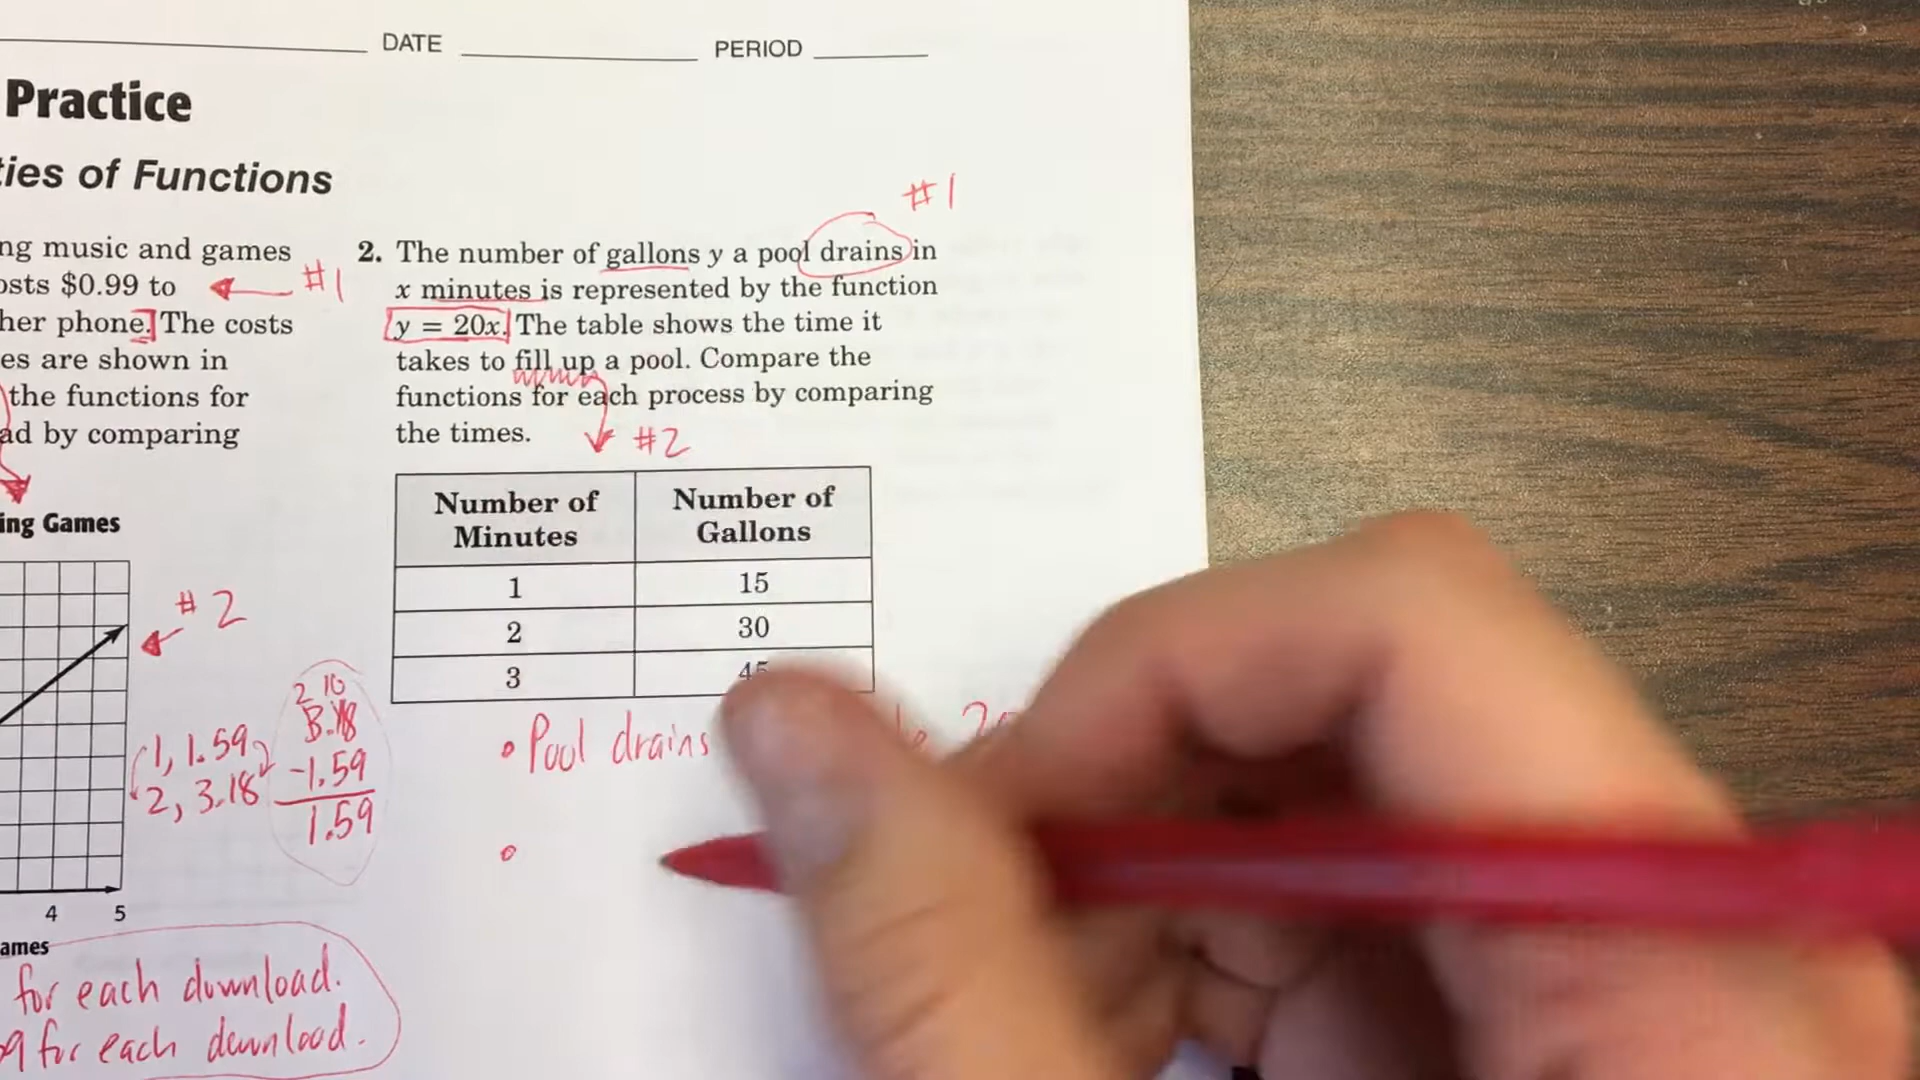 DATE PERIOD
Practice
ties of Functions
#1
ng music and games
osts $0.99 to
#1
her phone. The costs
es are shown in
the functions for
ad by comparing
ing Games
#2
1, 1.59
2, 3.18
2 10
3.18
-1.59
1.59
4 5
ames
for each download.
9 for each download.
2. The number of gallons y a pool drains in
x minutes is represented by the function
y = 20x. The table shows the time it
takes to fill up a pool. Compare the
functions for each process by comparing
the times.
#2
Number of Minutes Number of Gallons
1 15
2 30
3 45
• Pool drains
•